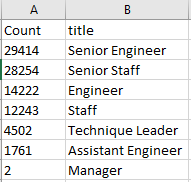 A B
Count title
29414 Senior Engineer
28254 Senior Staff
14222 Engineer
12243 Staff
4502 Technique Leader
1761 Assistant Engineer
2 Manager